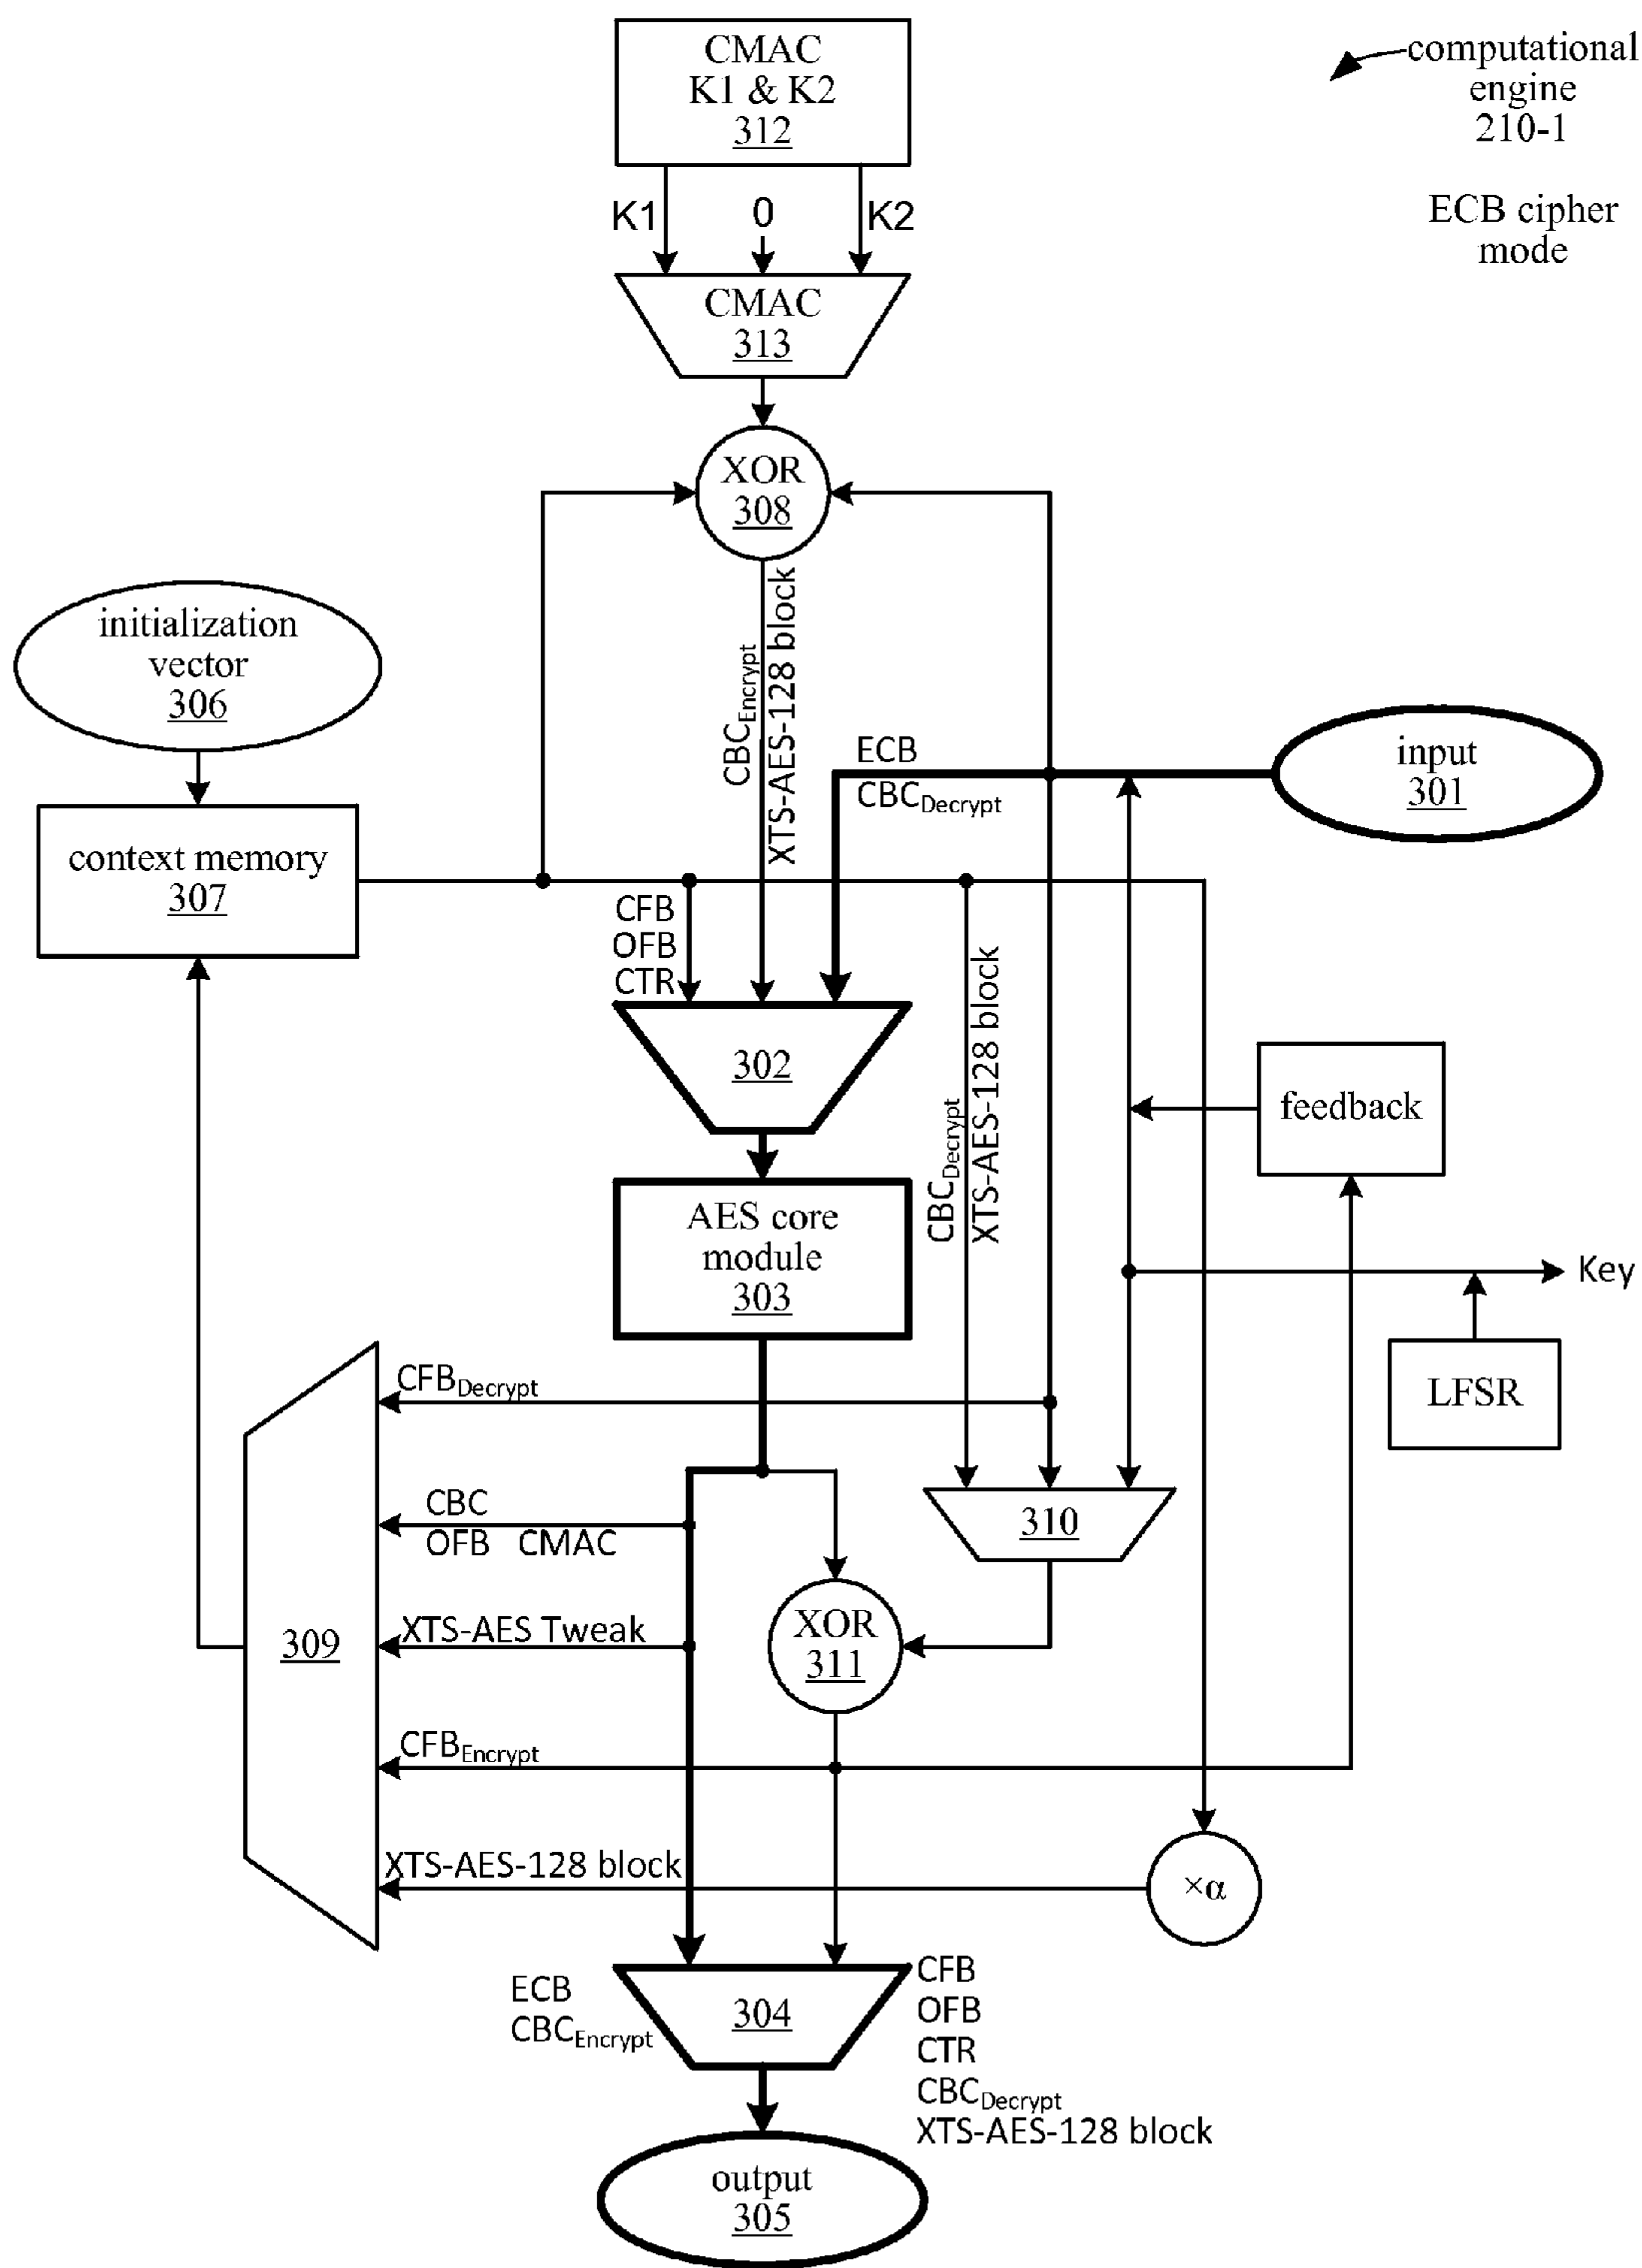 CMAC
K1 & K2
312
computational
engine
210-1
ECB cipher
mode
K1
0
K2
CMAC
313
XOR
308
initialization
vector
306
CBCEncrypt
XTS-AES-128 block
ECB
CBCDecrypt
input
301
context memory
307
CFB
OFB
CTR
302
CBCDecrypt
XTS-AES-128 block
feedback
AES core
module
303
Key
LFSR
CFBDecrypt
CBC
OFB CMAC
310
XTS-AES Tweak
309
XOR
311
CFBEncrypt
XTS-AES-128 block
×α
ECB
CBCEncrypt
304
CFB
OFB
CTR
CBCDecrypt
XTS-AES-128 block
output
305